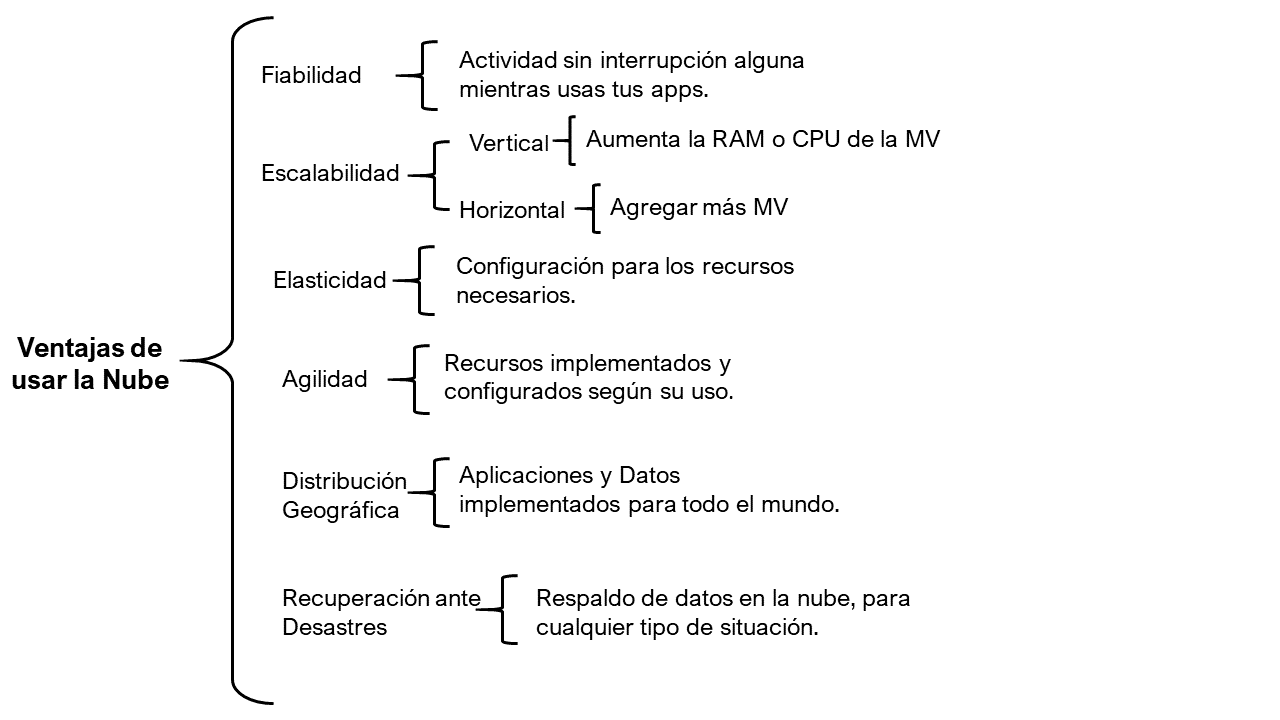 Ventajas de
usar la Nube
Fiabilidad
Actividad sin interrupción alguna
mientras usas tus apps.
Escalabilidad
Vertical
Aumenta la RAM o CPU de la MV
Horizontal
Agregar más MV
Elasticidad
Configuración para los recursos
necesarios.
Agilidad
Recursos implementados y
configurados según su uso.
Distribución
Geográfica
Aplicaciones y Datos
implementados para todo el mundo.
Recuperación ante
Desastres
Respaldo de datos en la nube, para
cualquier tipo de situación.